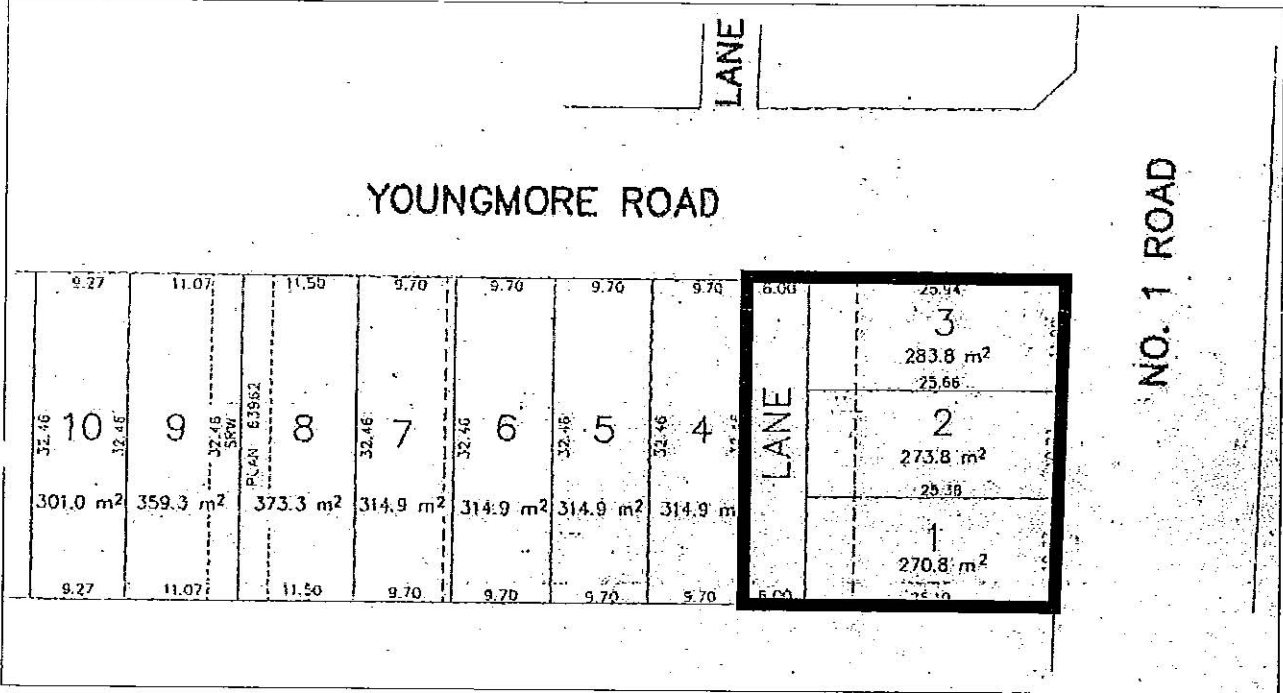 LANE
YOUNGMORE ROAD
NO. 1 ROAD
9.27 11.07 11.50 9.70 9.70 9.70 9.70 6.00 25.94
3
283.8 m²
25.66
32.46 10 32.46 9 32.46 SRW PLAN 63962 8 32.46 7 32.46 6 32.46 5 32.46 4 LANE 2
273.8 m²
25.38
301.0 m² 359.3 m² 373.3 m² 314.9 m² 314.9 m² 314.9 m² 314.9 m
1
270.8 m²
9.27 11.07 11.50 9.70 9.70 9.70 9.70 6.00